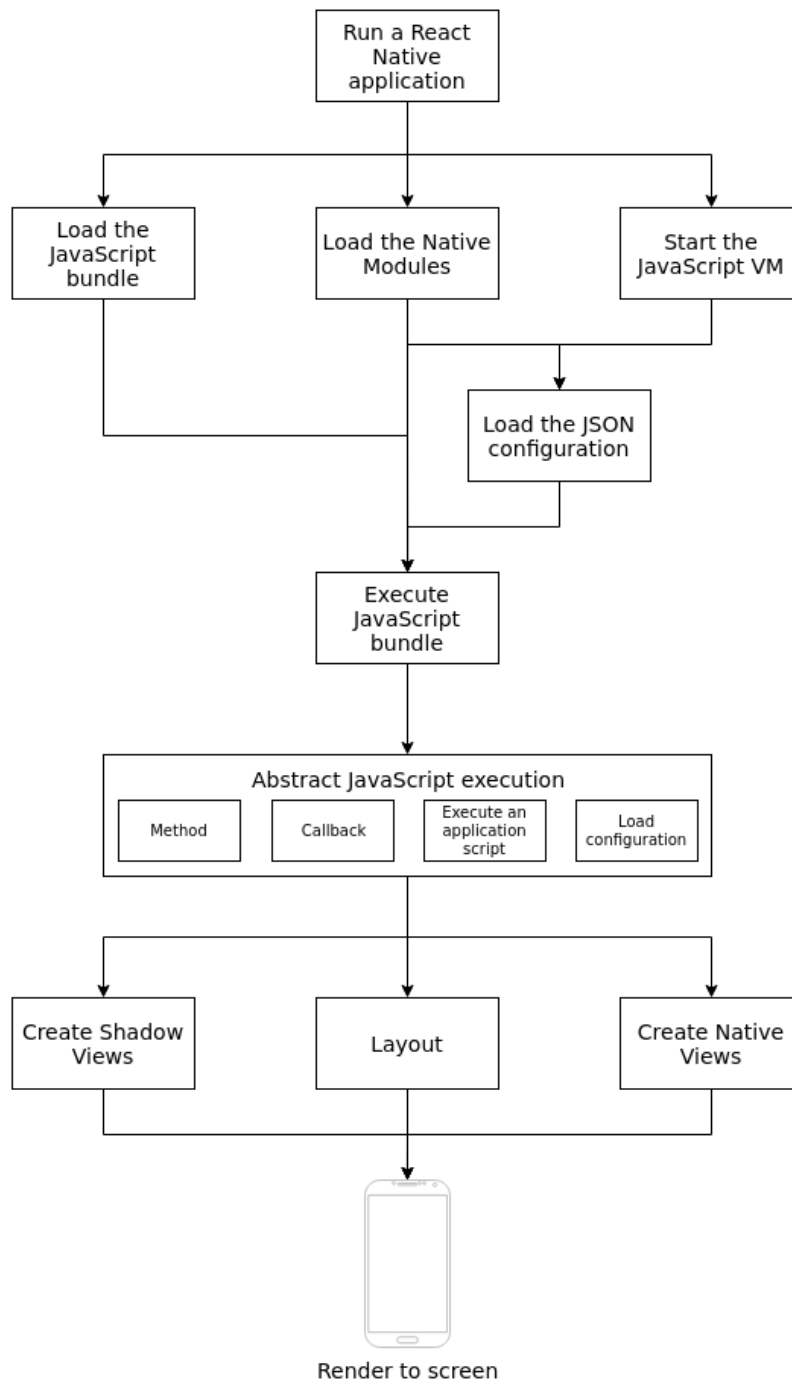 Run a React
Native
application
Load the
JavaScript
bundle
Load the Native
Modules
Start the
JavaScript VM
Load the JSON
configuration
Execute
JavaScript
bundle
Abstract JavaScript execution
Method
Callback
Execute an
application
script
Load
configuration
Create Shadow
Views
Layout
Create Native
Views
Render to screen